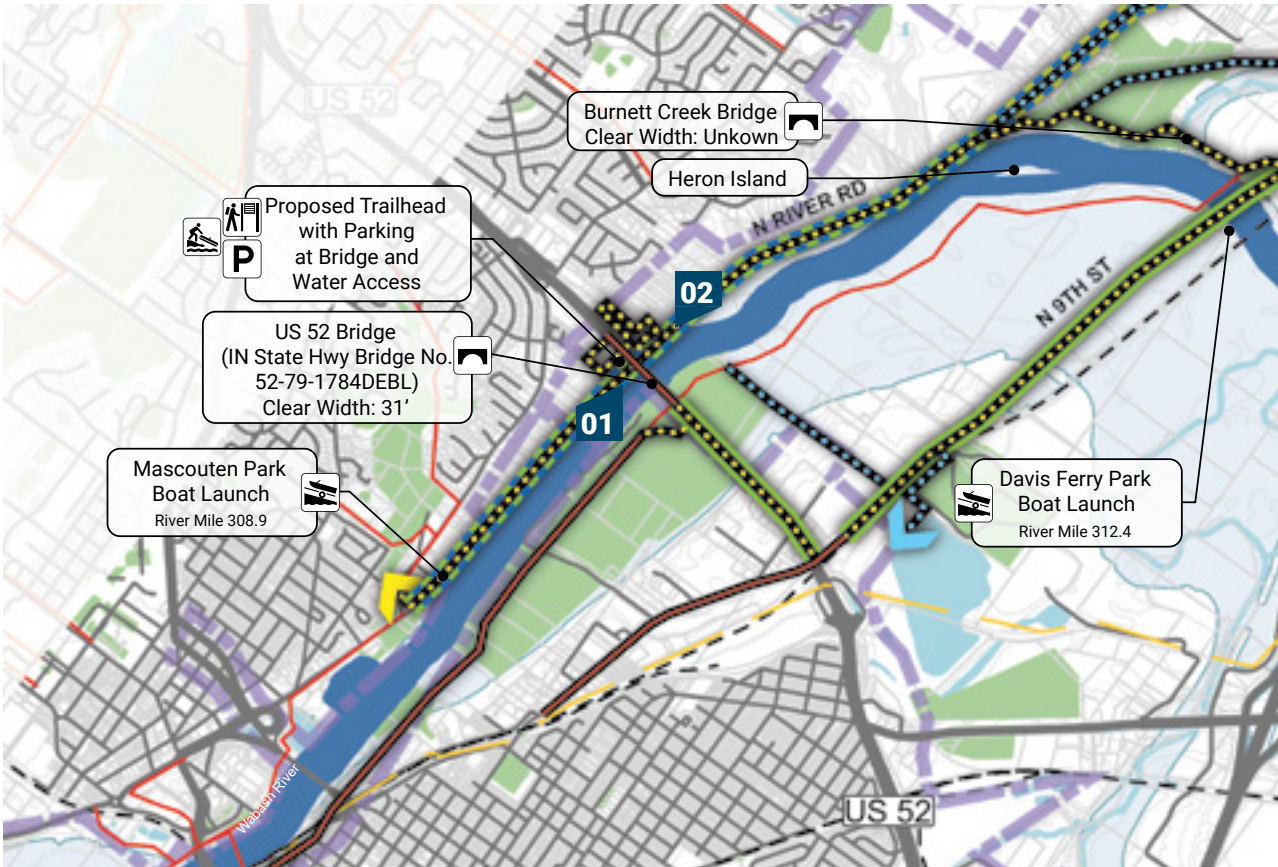 US 52
Burnett Creek Bridge
Clear Width: Unkown
Heron Island
N RIVER RD
Proposed Trailhead
with Parking
at Bridge and
Water Access
P
02
N 9TH ST
US 52 Bridge
(IN State Hwy Bridge No.
52-79-1784DEBL)
Clear Width: 31’
01
Mascouten Park
Boat Launch
River Mile 308.9
Davis Ferry Park
Boat Launch
River Mile 312.4
Wabash River
US 52